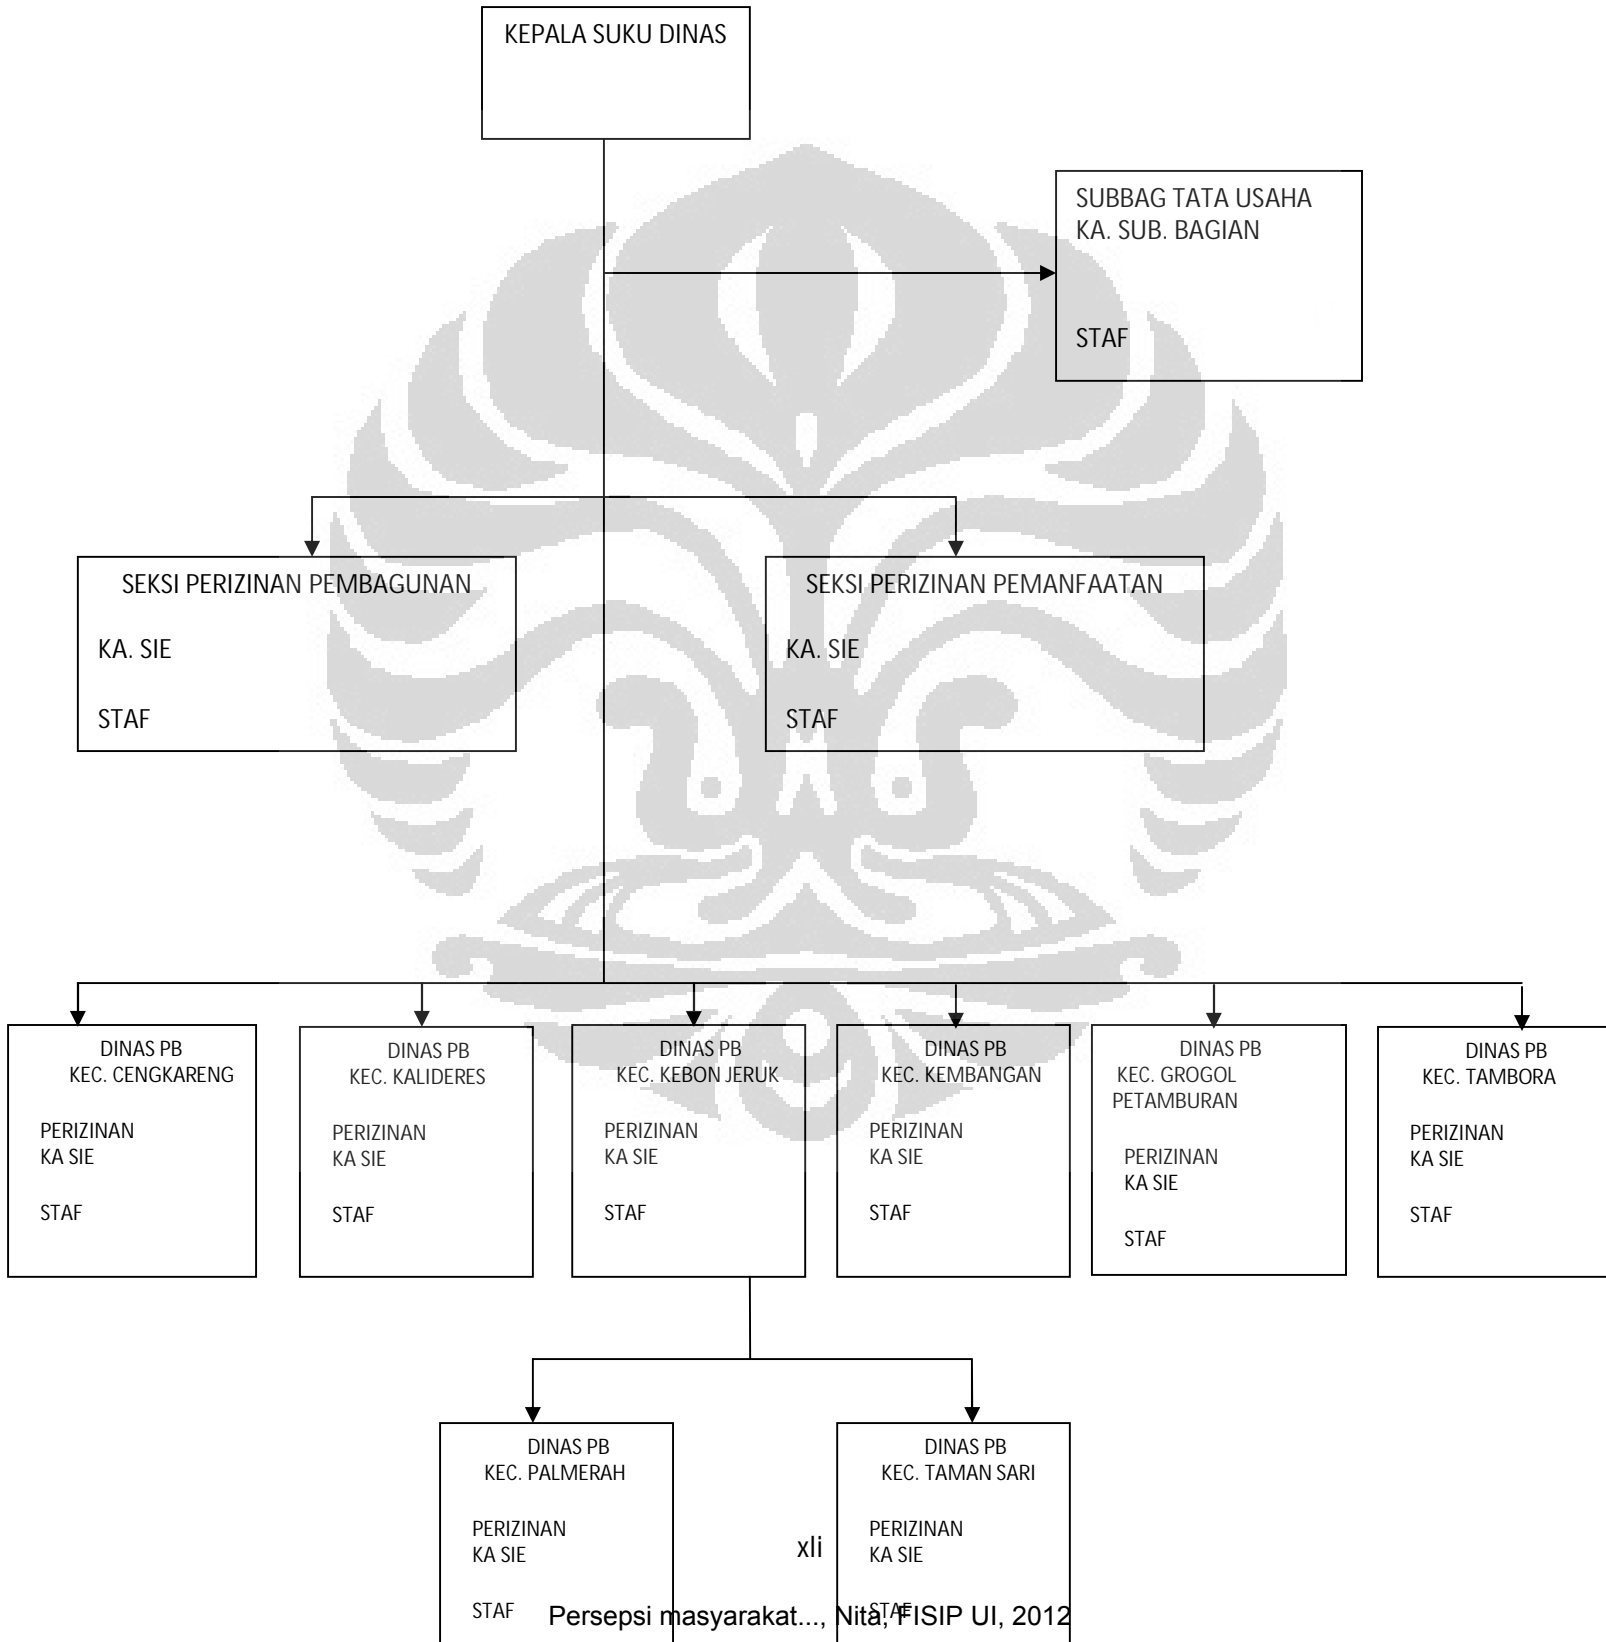 KEPALA SUKU DINAS
SUBBAG TATA USAHA
KA. SUB. BAGIAN
STAF
SEKSI PERIZINAN PEMBAGUNAN
KA. SIE
STAF
SEKSI PERIZINAN PEMANFAATAN
KA. SIE
STAF
DINAS PB
KEC. CENGKARENG
PERIZINAN
KA SIE
STAF
DINAS PB
KEC. KALIDERES
PERIZINAN
KA SIE
STAF
DINAS PB
KEC. KEBON JERUK
PERIZINAN
KA SIE
STAF
DINAS PB
KEC. KEMBANGAN
PERIZINAN
KA SIE
STAF
DINAS PB
KEC. GROGOL
PETAMBURAN
PERIZINAN
KA SIE
STAF
DINAS PB
KEC. TAMBORA
PERIZINAN
KA SIE
STAF
DINAS PB
KEC. PALMERAH
PERIZINAN
KA SIE
STAF
DINAS PB
KEC. TAMAN SARI
PERIZINAN
KA SIE
STAF
xli
Persepsi masyarakat..., Nita, FISIP UI, 2012